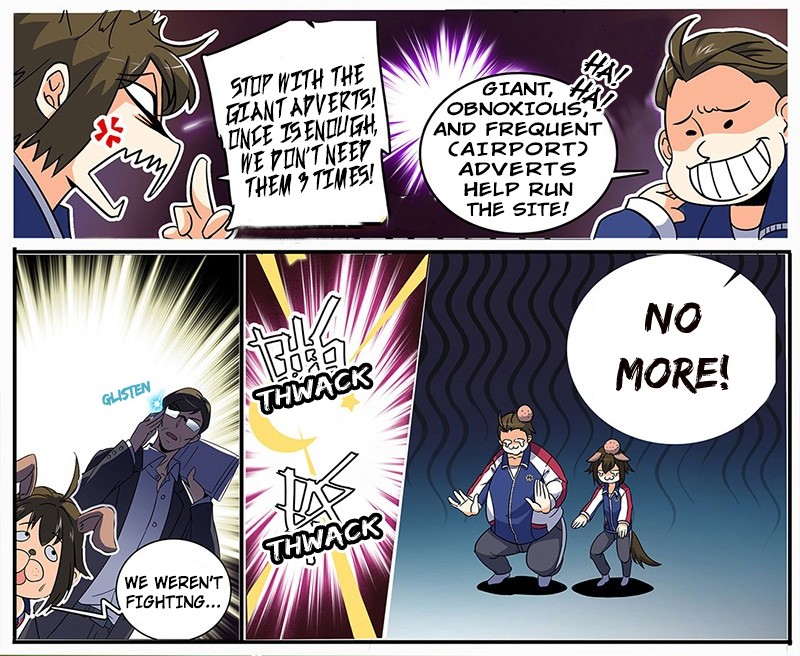 STOP WITH THE
GIANT ADVERTS!
ONCE IS ENOUGH,
WE DON'T NEED
THEM 3 TIMES!
GIANT,
OBNOXIOUS,
AND FREQUENT
(AIRPORT)
ADVERTS
HELP RUN
THE SITE!
HA!
HA!
GLISTEN
WE WEREN'T
FIGHTING...
THWACK
THWACK
NO
MORE!